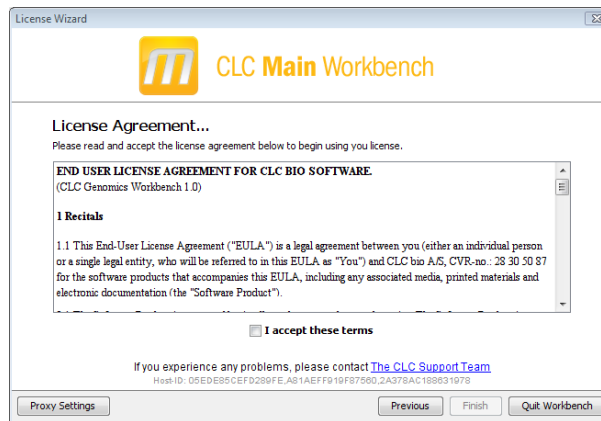 License Wizard
CLC Main Workbench
License Agreement...
Please read and accept the license agreement below to begin using you license.
END USER LICENSE AGREEMENT FOR CLC BIO SOFTWARE.
(CLC Genomics Workbench 1.0)
1 Recitals
1.1 This End-User License Agreement ("EULA") is a legal agreement between you (either an individual person
or a single legal entity, who will be referred to in this EULA as "You") and CLC bio A/S, CVR-no.: 28 30 50 87
for the software products that accompanies this EULA, including any associated media, printed materials and
electronic documentation (the "Software Product").
I accept these terms
If you experience any problems, please contact The CLC Support Team
Host-ID: 05EDE85CEFD289FE,A81AEFF919F87560,2A378AC188631978
Proxy Settings
Previous
Finish
Quit Workbench